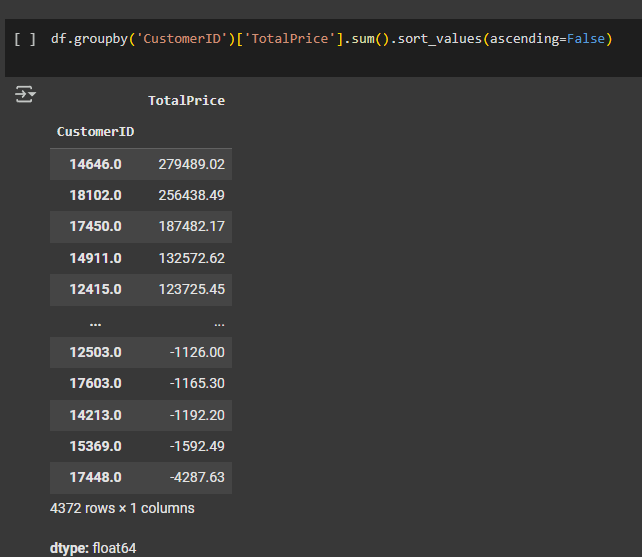 [ ] df.groupby('CustomerID')['TotalPrice'].sum().sort_values(ascending=False)
TotalPrice
CustomerID
14646.0 279489.02
18102.0 256438.49
17450.0 187482.17
14911.0 132572.62
12415.0 123725.45
... ...
12503.0 -1126.00
17603.0 -1165.30
14213.0 -1192.20
15369.0 -1592.49
17448.0 -4287.63
4372 rows × 1 columns
dtype: float64